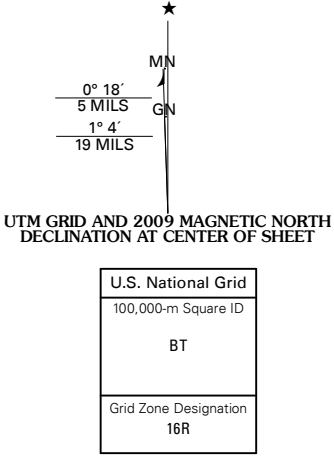 ★
MN
0° 18´
5 MILS
GN
1° 4´
19 MILS
UTM GRID AND 2009 MAGNETIC NORTH
DECLINATION AT CENTER OF SHEET
U.S. National Grid
100,000-m Square ID
BT
Grid Zone Designation
16R